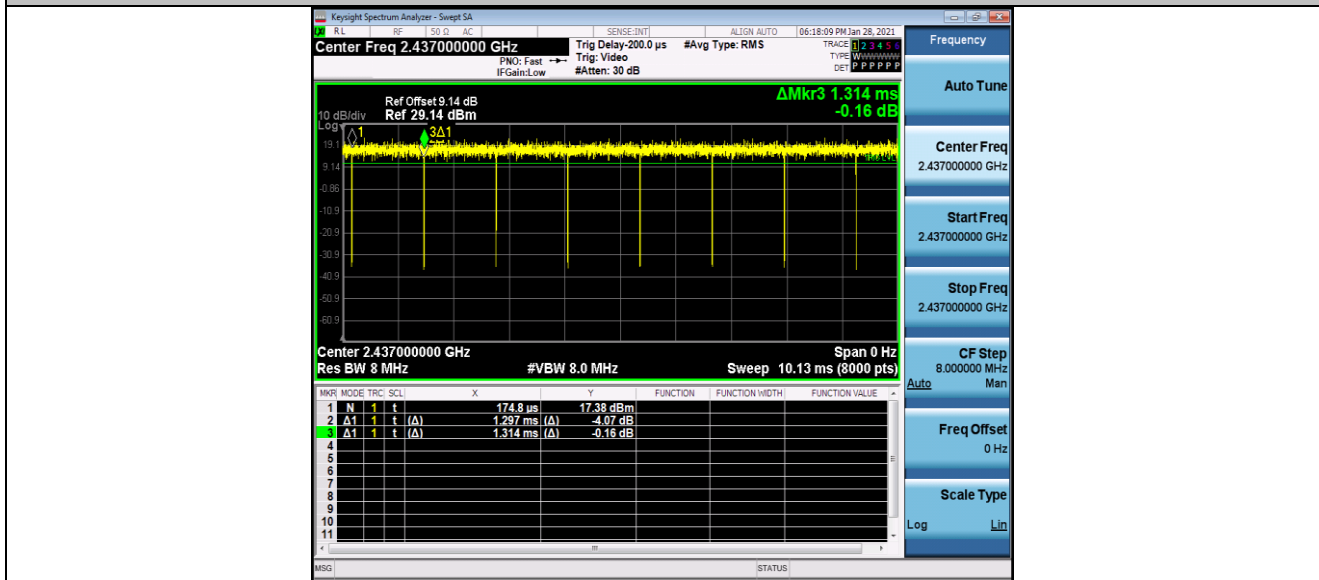 Keysight Spectrum Analyzer - Swept SA
RL RF 50 Ω AC SENSE:INT ALIGN AUTO 06:18:09 PM Jan 28, 2021
Center Freq 2.437000000 GHz
PNO: Fast
IFGain:Low
Trig Delay-200.0 µs
Trig: Video
#Atten: 30 dB
#Avg Type: RMS
TRACE 1 2 3 4 5 6
TYPE WWWWWW
DET P P P P P P
ΔMkr3 1.314 ms
-0.16 dB
Ref Offset 9.14 dB
10 dB/div Ref 29.14 dBm
Log
1
3Δ1
19.1
9.14
-0.86
-10.9
-20.9
-30.9
-40.9
-50.9
-60.9
Center 2.437000000 GHz Span 0 Hz
Res BW 8 MHz #VBW 8.0 MHz Sweep 10.13 ms (8000 pts)
MKR MODE TRC SCL X Y FUNCTION FUNCTION WIDTH FUNCTION VALUE
1 N 1 t 174.8 µs 17.38 dBm
2 Δ1 1 t (Δ) 1.297 ms (Δ) -4.07 dB
3 Δ1 1 t (Δ) 1.314 ms (Δ) -0.16 dB
4
5
6
7
8
9
10
11
MSG STATUS
Frequency
Auto Tune
Center Freq
2.437000000 GHz
Start Freq
2.437000000 GHz
Stop Freq
2.437000000 GHz
CF Step
8.000000 MHz
Auto Man
Freq Offset
0 Hz
Scale Type
Log Lin